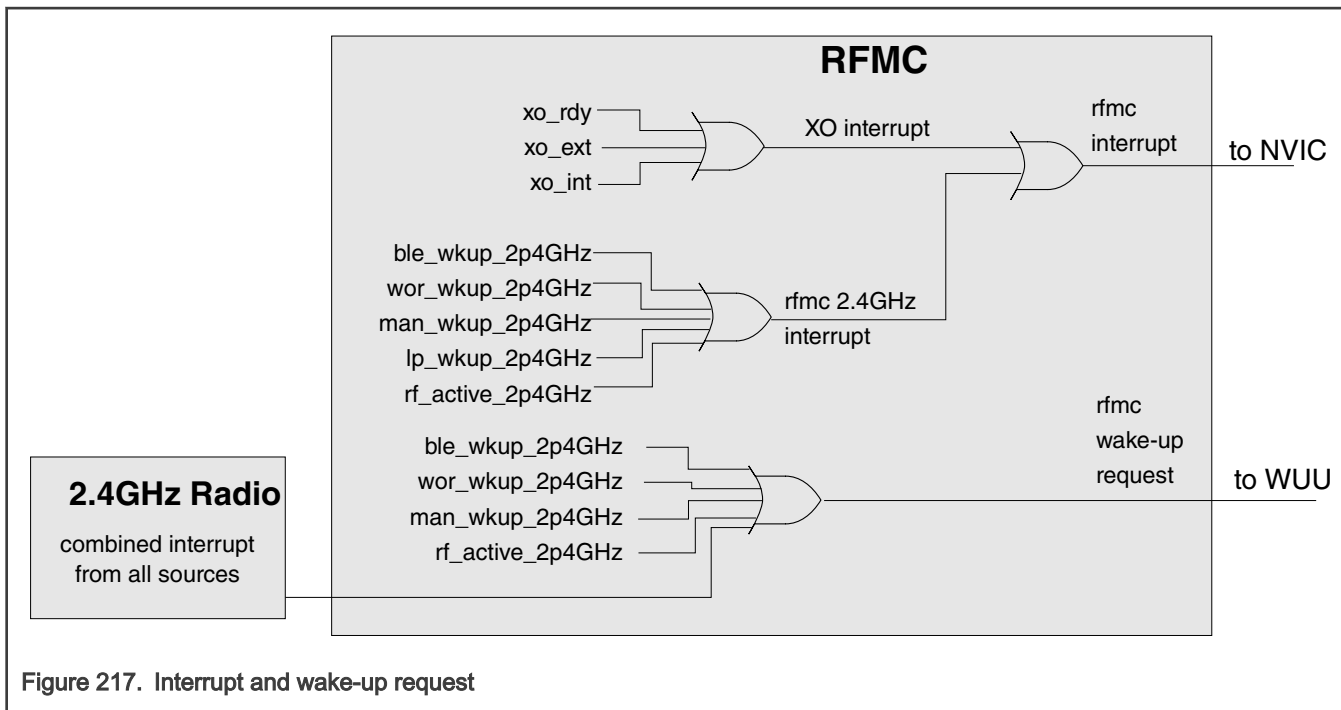 RFMC
xo_rdy
xo_ext
xo_int
XO interrupt
rfmc
interrupt
to NVIC
ble_wkup_2p4GHz
wor_wkup_2p4GHz
man_wkup_2p4GHz
lp_wkup_2p4GHz
rf_active_2p4GHz
rfmc 2.4GHz
interrupt
ble_wkup_2p4GHz
wor_wkup_2p4GHz
man_wkup_2p4GHz
rf_active_2p4GHz
rfmc
wake-up
request
to WUU
2.4GHz Radio
combined interrupt
from all sources
Figure 217. Interrupt and wake-up request